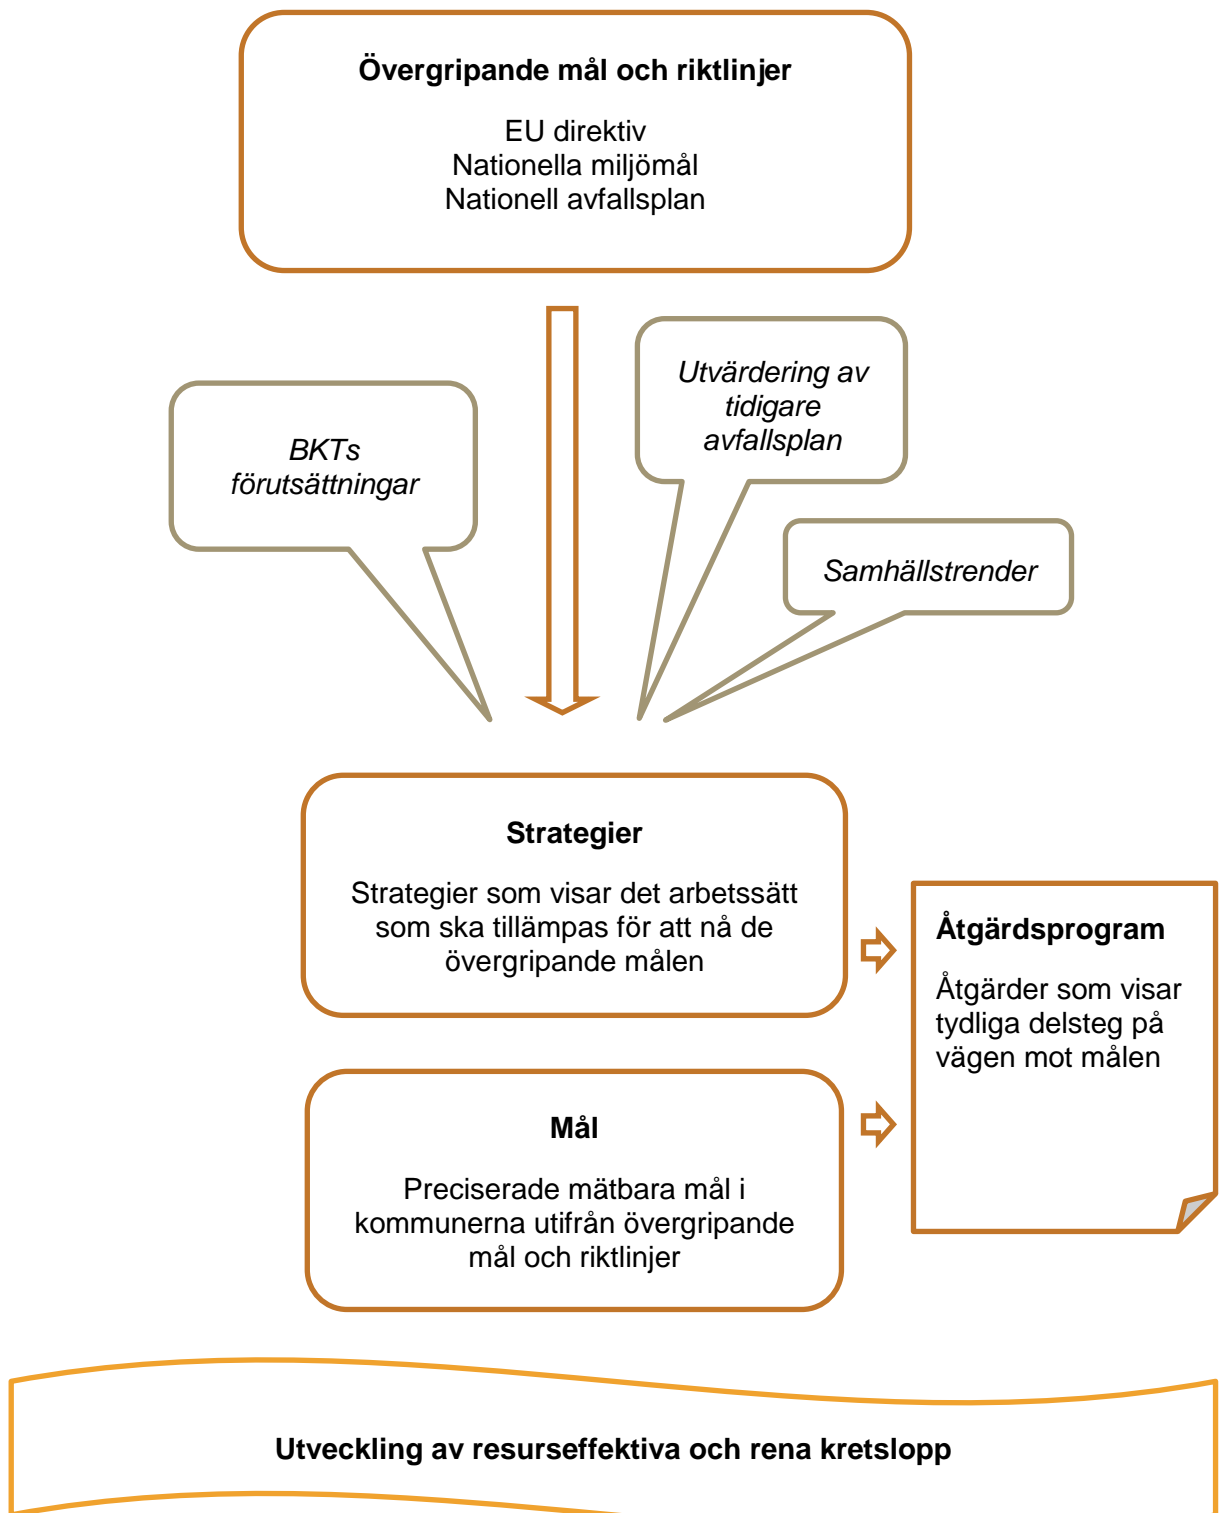 Övergripande mål och riktlinjer
EU direktiv
Nationella miljömål
Nationell avfallsplan
Utvärdering av
tidigare
avfallsplan
BKTs
förutsättningar
Samhällstrender
Strategier
Strategier som visar det arbetssätt
som ska tillämpas för att nå de
övergripande målen
Åtgärdsprogram
Åtgärder som visar
tydliga delsteg på
vägen mot målen
Mål
Preciserade mätbara mål i
kommunerna utifrån övergripande
mål och riktlinjer
Utveckling av resurseffektiva och rena kretslopp